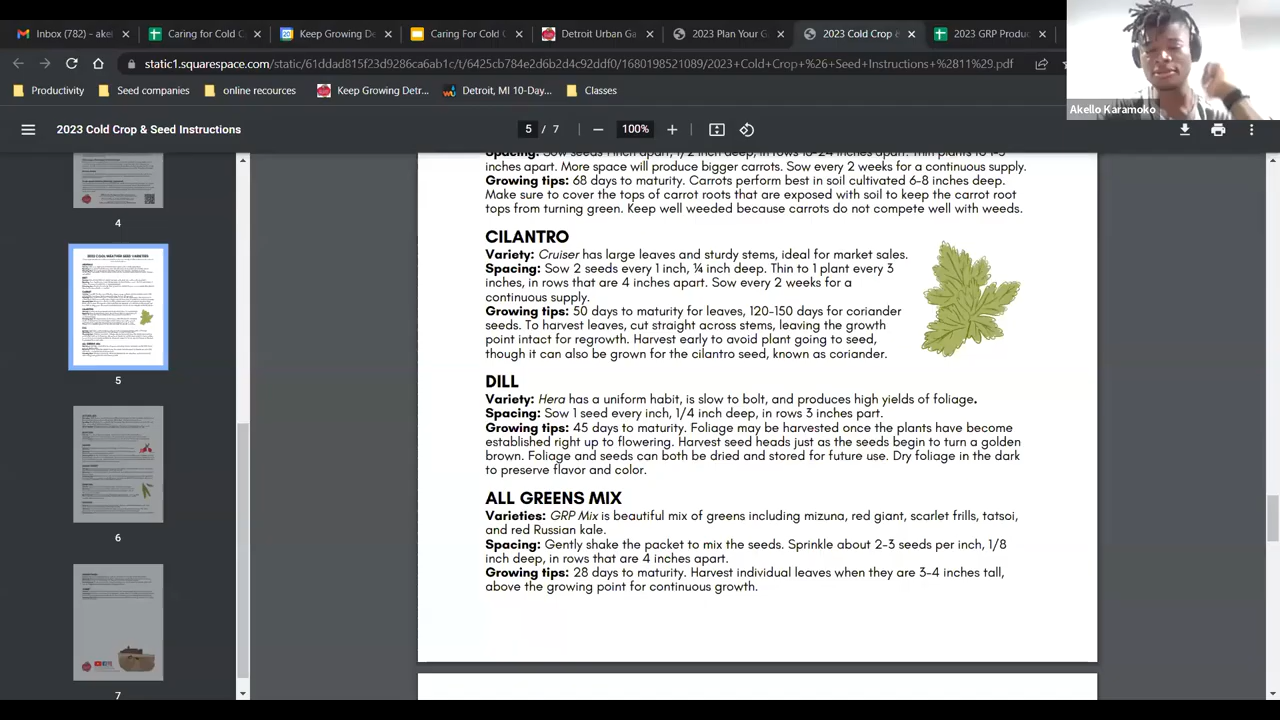 Inbox (782) - ake
Caring for Cold C
Keep Growing De
Caring For Cold C
Detroit Urban Ga
2023 Plan Your G
2023 Cold Crop &
2023 GRP Produc
static1.squarespace.com/static/
/1680198521089/2023+Cold+Crop+%26+Seed+Instructions+%2811%29.pdf
Productivity
Seed companies
online recources
Keep Growing Detr...
Detroit, MI 10-Day...
Classes
Akello Karamoko
2023 Cold Crop & Seed Instructions
5 / 7
100%
4
5
6
7
inches apart. More space will produce bigger carrots. Sow every 2 weeks for a continuous supply.
Growing tips: 68 days to maturity. Carrots perform best in soil cultivated 6-8 inches deep.
Make sure to cover the tops of carrot roots that are exposed with soil to keep the carrot root
tops from turning green. Keep well weeded because carrots do not compete well with weeds.
CILANTRO
Variety: Cruiser has large leaves and study stems, ideal for market sales.
Spacing: Sow 2 seeds every 1 inch, ¼ inch deep. Thin to 1 plant every 3
inches in rows that are 4 inches apart. Sow every 2 weeks for a
continuous supply.
Growing tips: 50 days to maturity for leaves, 120-150 days for coriander
seed. To harvest leaves, cut straight across stems, leaving the growth
point intact for regrowth. Harvest early to avoid plant going to seed,
though it can also be grown for the cilantro seed, known as coriander.
DILL
Variety: Hera has a uniform habit, is slow to bolt, and produces high yields of foliage.
Spacing: Sow 1 seed every inch, 1/4 inch deep, in rows 3 inches part.
Growing tips: 45 days to maturity. Foliage may be harvested once the plants have become
established right up to flowering. Harvest seed heads just as the seeds begin to turn a golden
brown. Foliage and seeds can both be dried and stored for future use. Dry foliage in the dark
to preserve flavor and color.
ALL GREENS MIX
Varieties: GRP Mix is beautiful mix of greens including mizuna, red giant, scarlet frills, tatsoi,
and red Russian kale.
Spacing: Gently shake the packet to mix the seeds. Sprinkle about 2-3 seeds per inch, 1/8
inch deep, in rows that are 4 inches apart.
Growing tips: 28 days to maturity. Harvest individual leaves when they are 3-4 inches tall,
above the growing point for continuous growth.